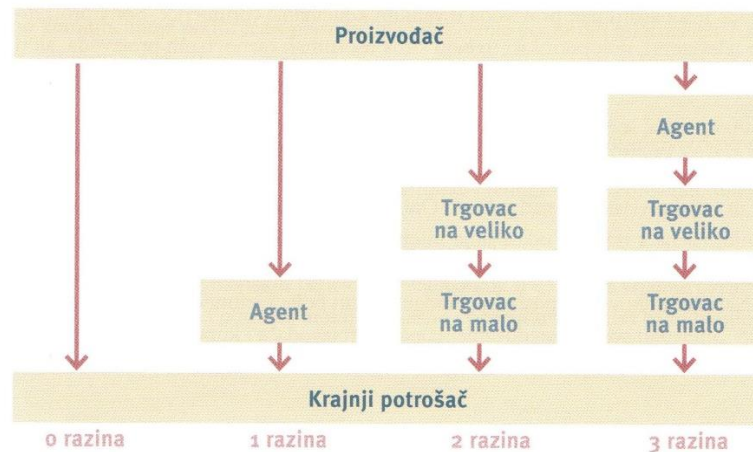 Proizvođač
Agent
Trgovac
na veliko
Trgovac
na veliko
Agent
Trgovac
na malo
Trgovac
na malo
Krajnji potrošač
0 razina
1 razina
2 razina
3 razina